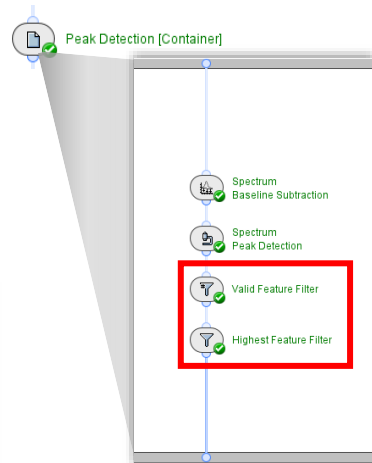 Peak Detection [Container]
Spectrum
Baseline Subtraction
Spectrum
Peak Detection
Valid Feature Filter
Highest Feature Filter